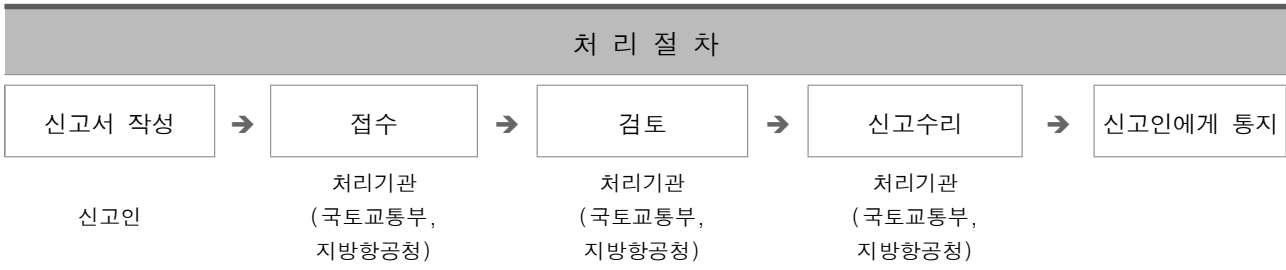 처 리 절 차
신고서 작성 → 접수 → 검토 → 신고수리 → 신고인에게 통지
신고인
처리기관
(국토교통부,
지방항공청)
처리기관
(국토교통부,
지방항공청)
처리기관
(국토교통부,
지방항공청)